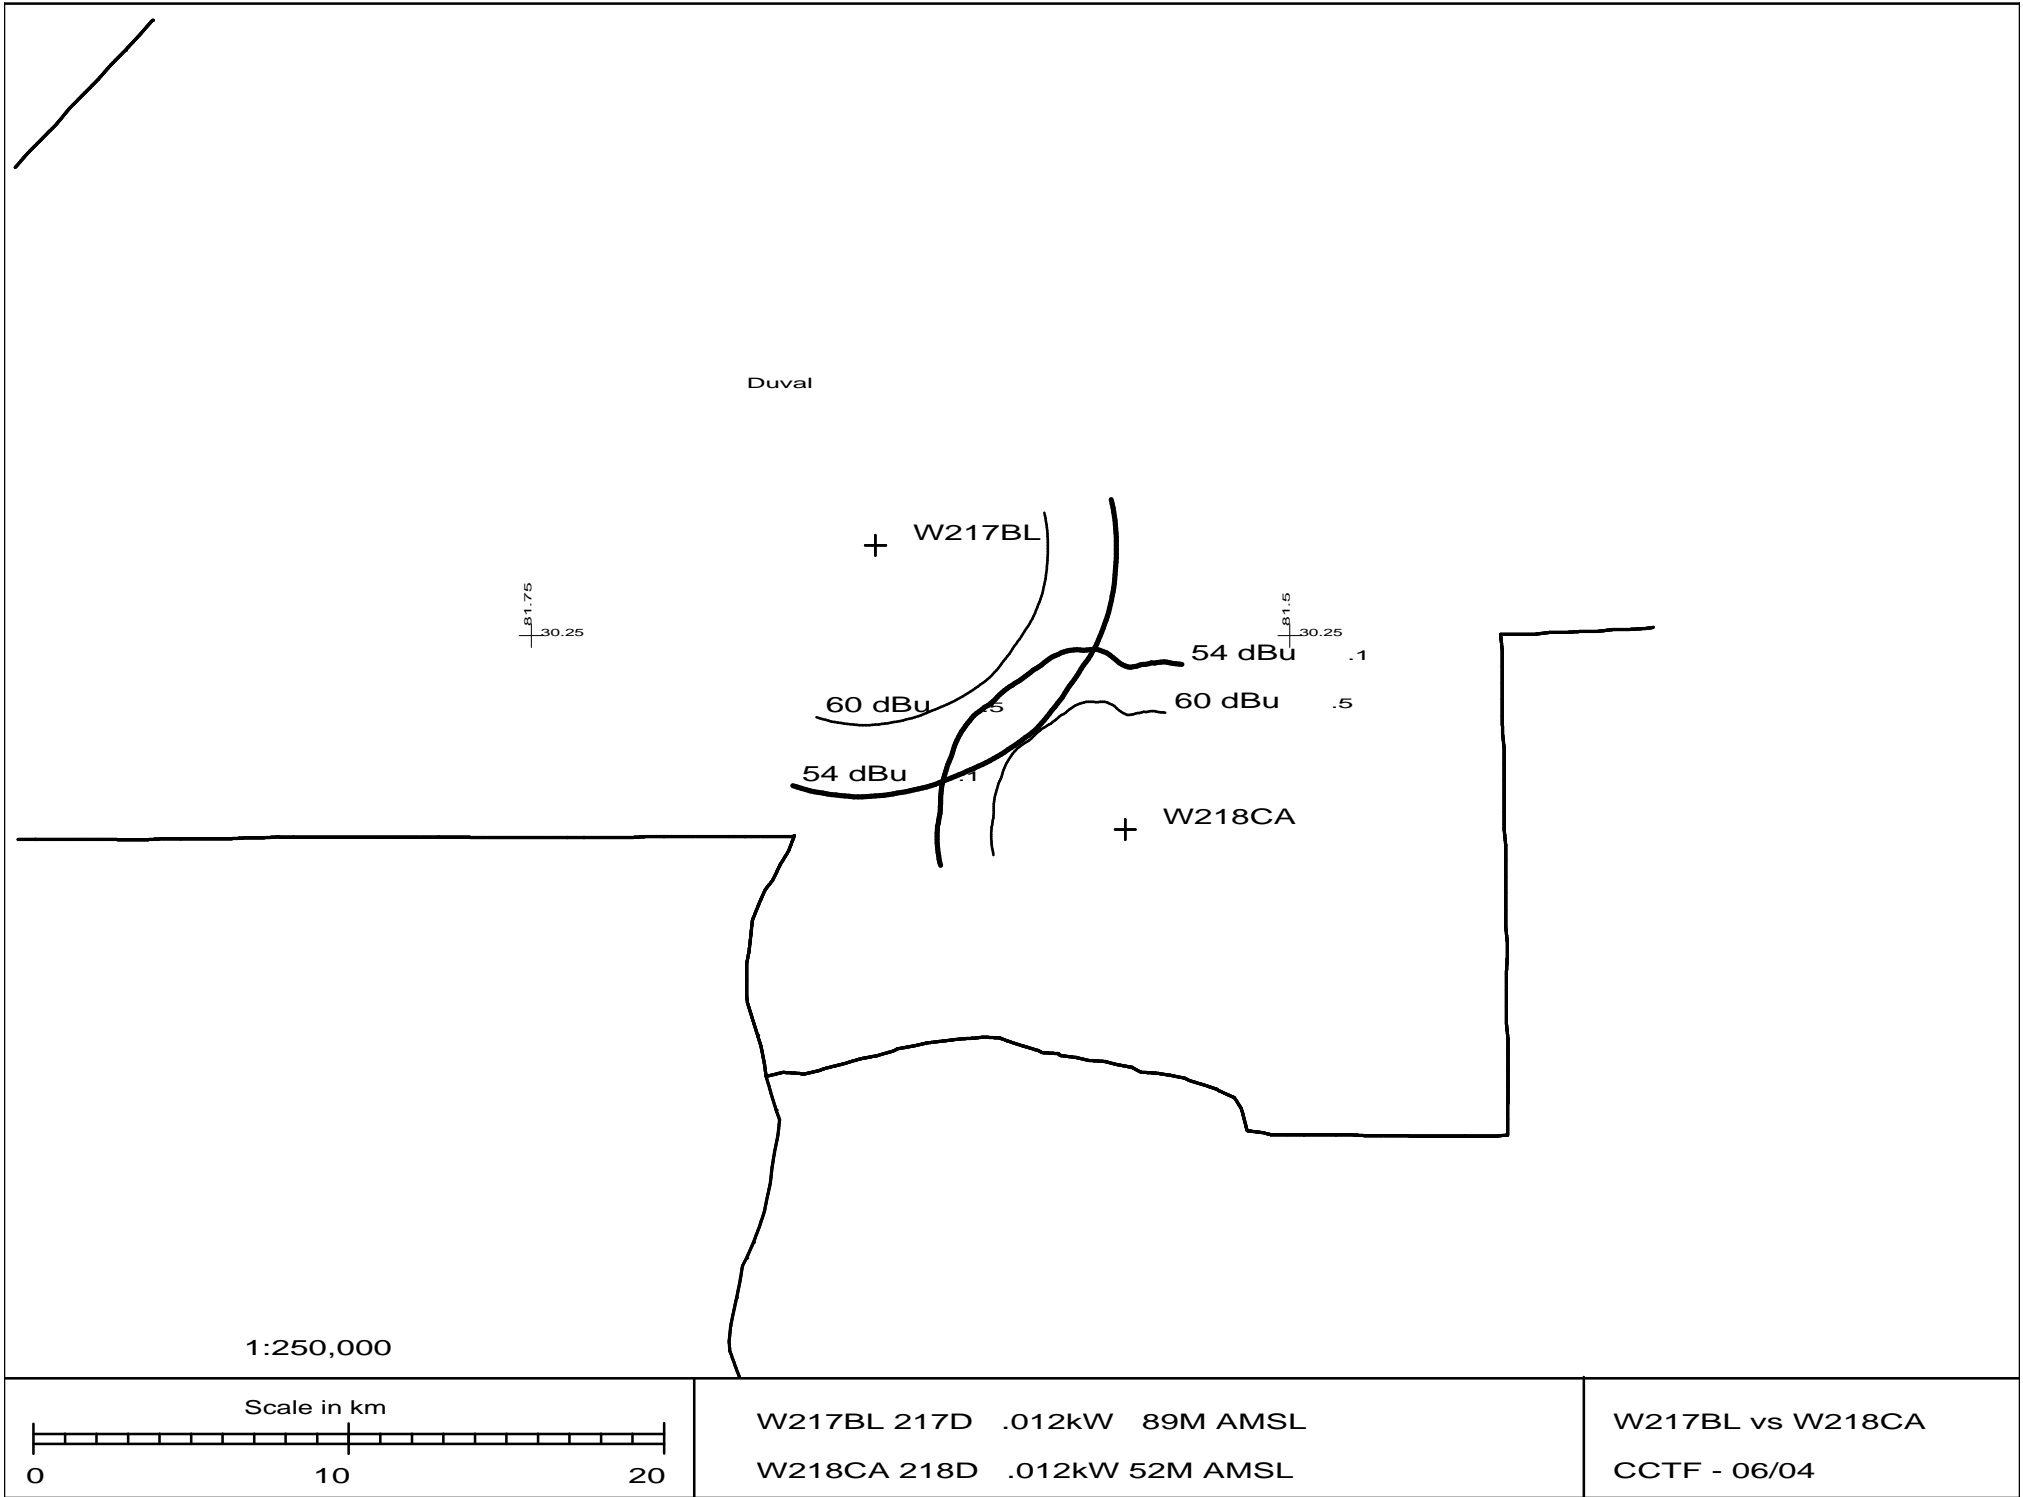 Duval
W217BL
81.75
30.25
81.5
30.25
54 dBu .1
60 dBu .5
60 dBu .5
54 dBu .1
W218CA
1:250,000
Scale in km
0 10 20
W217BL 217D .012kW 89M AMSL
W218CA 218D .012kW 52M AMSL
W217BL vs W218CA
CCTF - 06/04